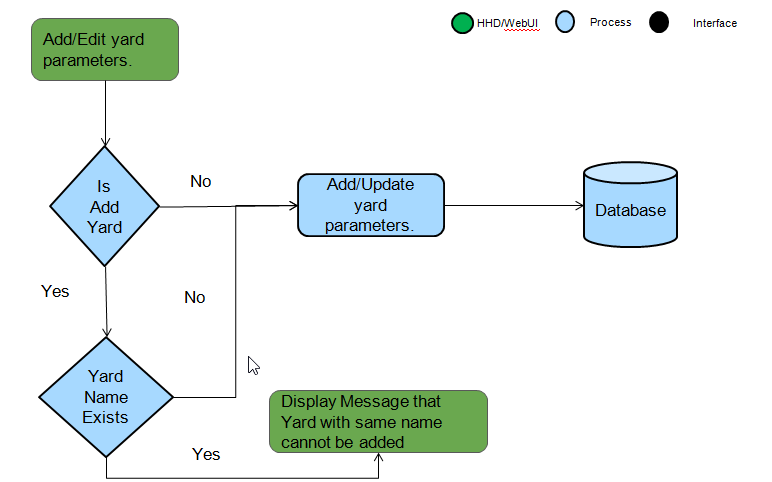 HHD/WebUI
Process
Interface
Add/Edit yard
parameters.
Is
Add
Yard
No
Add/Update
yard
parameters.
Database
Yes
No
Yard
Name
Exists
Display Message that
Yard with same name
cannot be added
Yes